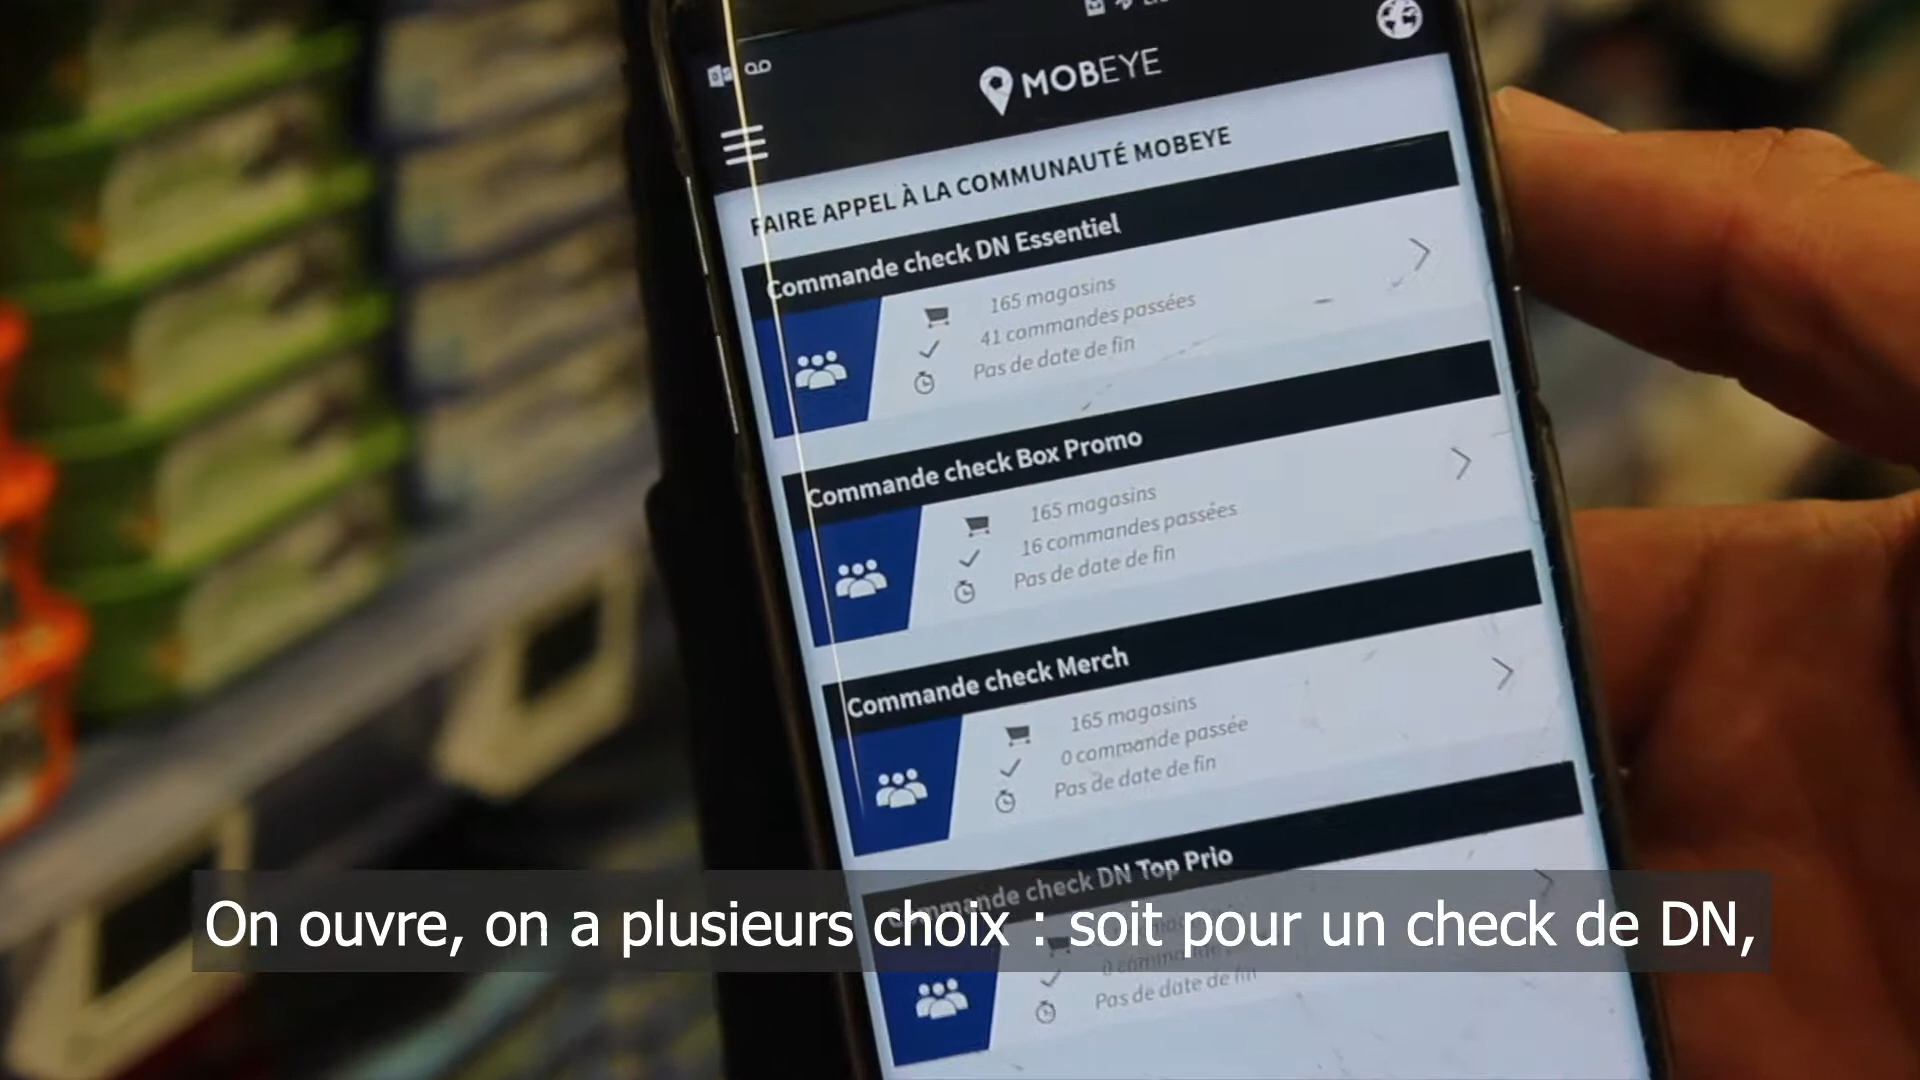 MOBEYE
FAIRE APPEL À LA COMMUNAUTÉ MOBEYE
Commande check DN Essentiel
165 magasins
41 commandes passées
Pas de date de fin
Commande check Box Promo
165 magasins
16 commandes passées
Pas de date de fin
Commande check Merch
165 magasins
0 commande passée
Pas de date de fin
Commande check DN Top Prio
On ouvre, on a plusieurs choix : soit pour un check de DN,
Pas de date de fin